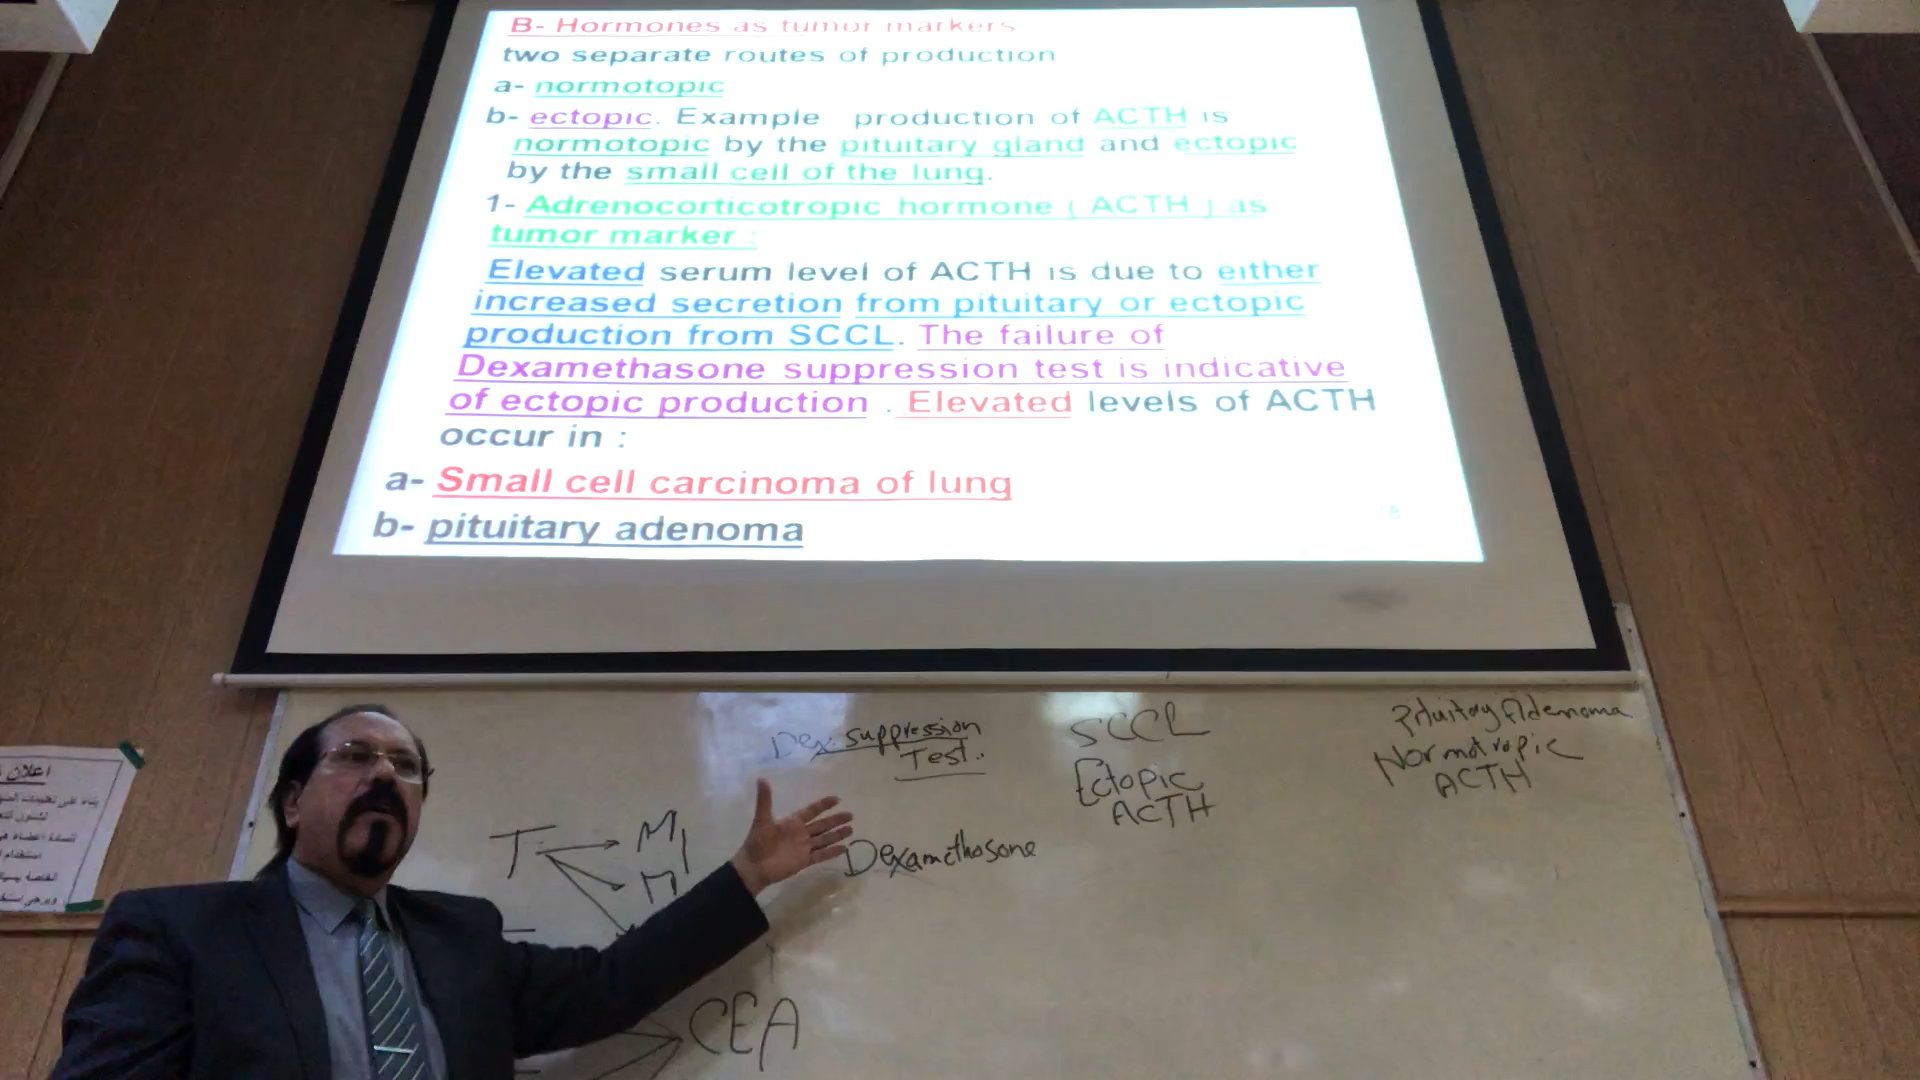 B- Hormones as tumor markers
two separate routes of production
a- normotopic
b- ectopic. Example production of ACTH is
normotopic by the pituitary gland and ectopic
by the small cell of the lung.
1- Adrenocorticotropic hormone ( ACTH ) as
tumor marker :
Elevated serum level of ACTH is due to either
increased secretion from pituitary or ectopic
production from SCCL. The failure of
Dexamethasone suppression test is indicative
of ectopic production . Elevated levels of ACTH
occur in :
a- Small cell carcinoma of lung
b- pituitary adenoma
Dex. suppression
Test.
SCCL
Ectopic
ACTH
Pituitary Adenoma
Normotropic
ACTH
T
M1
Dexamethosone
CEA
اعلان